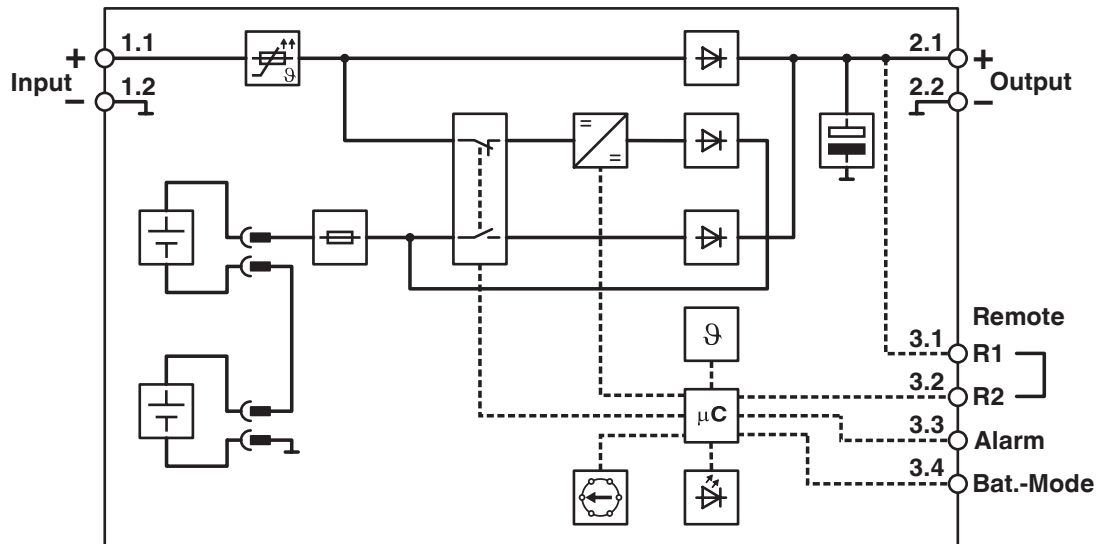 1.1
2.1
+
+
Input
1.2
2.2
Output
−
−
ϑ
ϑ
Remote
3.1
R1
3.2
R2
µC
3.3
Alarm
3.4
Bat.-Mode